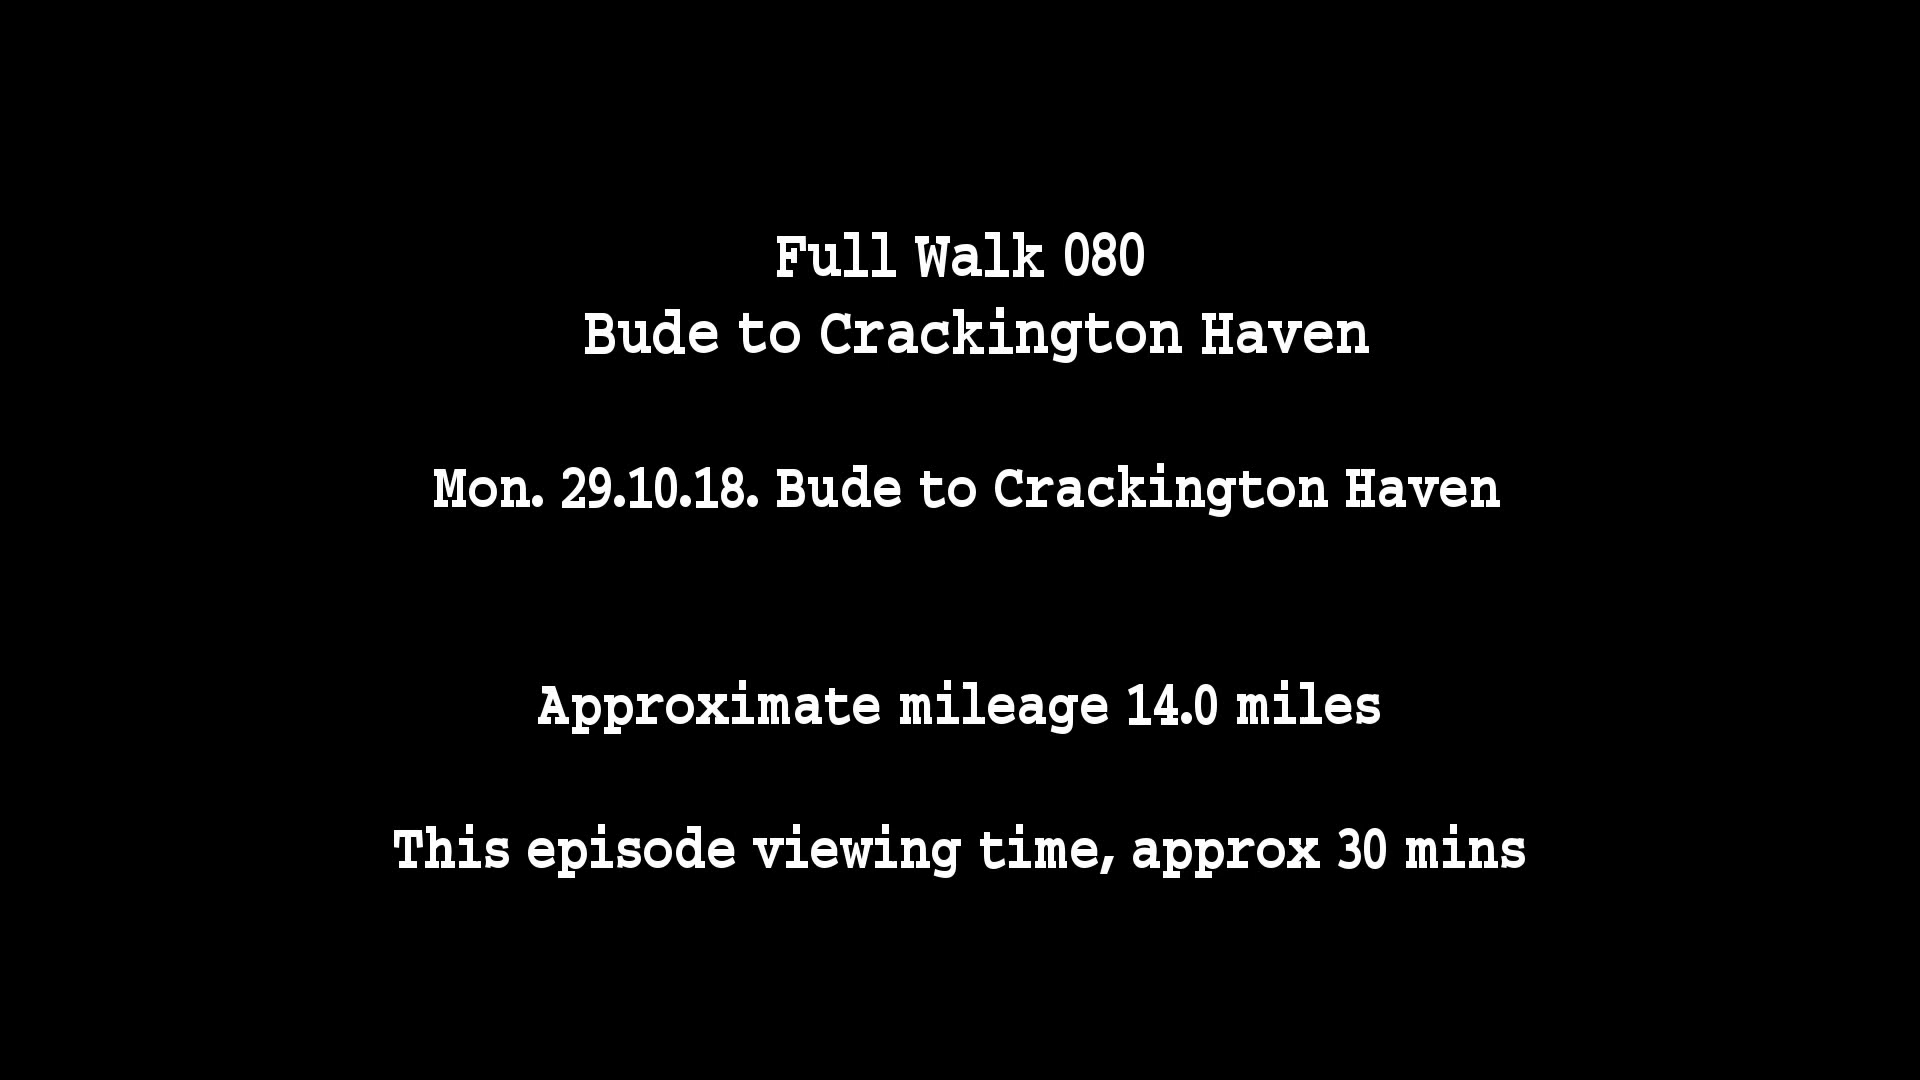 Full Walk 080
Bude to Crackington Haven
Mon. 29.10.18. Bude to Crackington Haven
Approximate mileage 14.0 miles
This episode viewing time, approx 30 mins